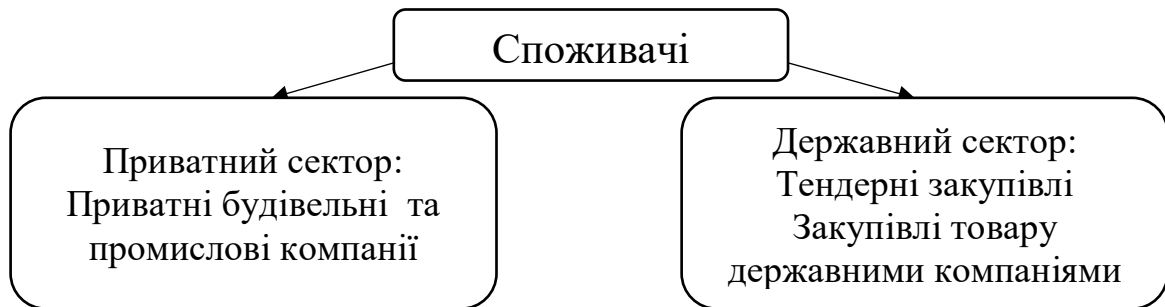 Споживачі
Приватний сектор:
Приватні будівельні та
промислові компанії
Державний сектор:
Тендерні закупівлі
Закупівлі товару
державними компаніями